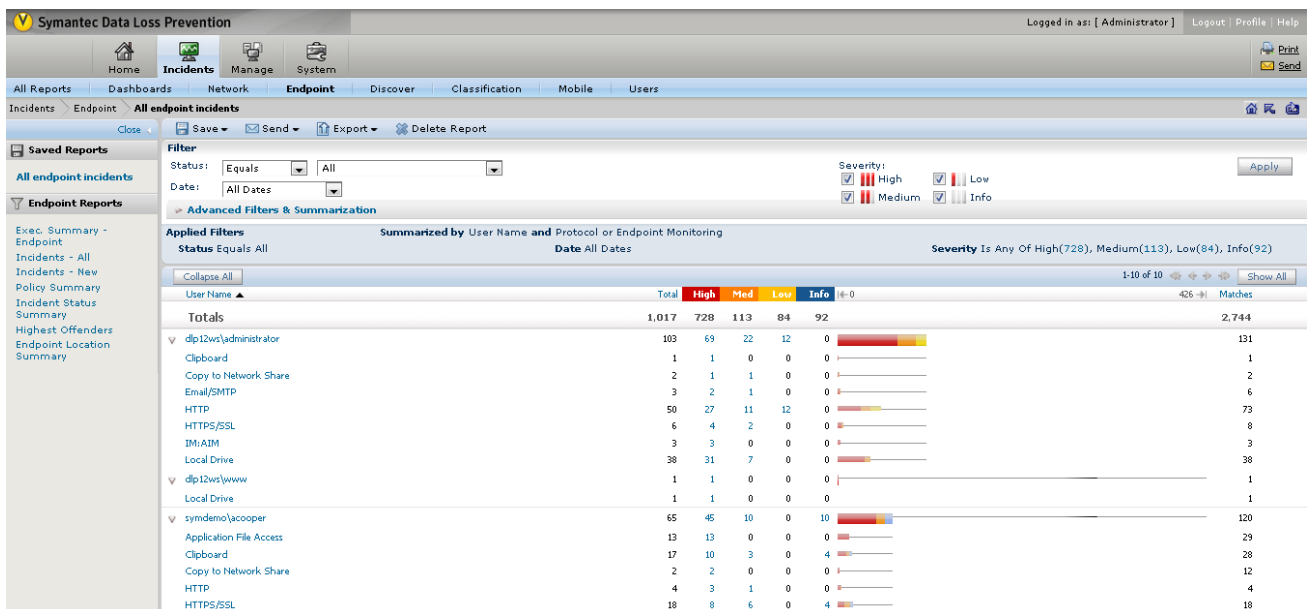 Symantec Data Loss Prevention
Logged in as: [ Administrator ] Logout | Profile | Help
Home Incidents Manage System
Print
Send
All Reports Dashboards Network Endpoint Discover Classification Mobile Users
Incidents Endpoint All endpoint incidents
Close
Save Send Export Delete Report
Saved Reports
All endpoint incidents
Endpoint Reports
Exec. Summary -
Endpoint
Incidents - All
Incidents - New
Policy Summary
Incident Status
Summary
Highest Offenders
Endpoint Location
Summary
Filter
Status: Equals All
Date: All Dates
Severity:
High Low
Medium Info
Apply
Advanced Filters & Summarization
Applied Filters Summarized by User Name and Protocol or Endpoint Monitoring
Status Equals All Date All Dates Severity Is Any Of High(728), Medium(113), Low(84), Info(92)
Collapse All 1-10 of 10 Show All
User Name Total High Med Low Info 0 426 Matches
Totals 1,017 728 113 84 92 2,744
dlp12ws\administrator 103 69 22 12 0 131
Clipboard 1 1 0 0 0 1
Copy to Network Share 2 1 1 0 0 2
Email/SMTP 3 2 1 0 0 6
HTTP 50 27 11 12 0 73
HTTPS/SSL 6 4 2 0 0 8
IM:AIM 3 3 0 0 0 3
Local Drive 38 31 7 0 0 38
dlp12ws\www 1 1 0 0 0 1
Local Drive 1 1 0 0 0 1
symdemo\acooper 65 45 10 0 10 120
Application File Access 13 13 0 0 0 29
Clipboard 17 10 3 0 4 28
Copy to Network Share 2 2 0 0 0 12
HTTP 4 3 1 0 0 4
HTTPS/SSL 18 8 6 0 4 18